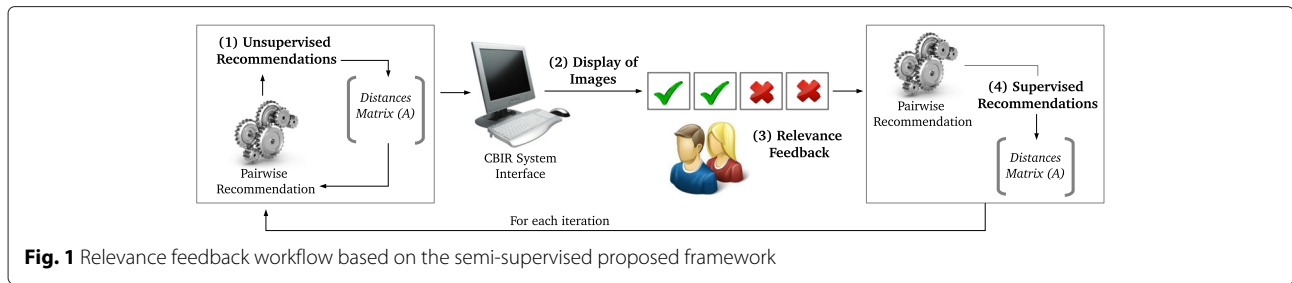 (1) Unsupervised
Recommendations
Distances
Matrix (A)
Pairwise
Recommendation
CBIR System
Interface
(2) Display of
Images
(3) Relevance
Feedback
Pairwise
Recommendation
(4) Supervised
Recommendations
Distances
Matrix (A)
For each iteration
Fig. 1 Relevance feedback workflow based on the semi-supervised proposed framework